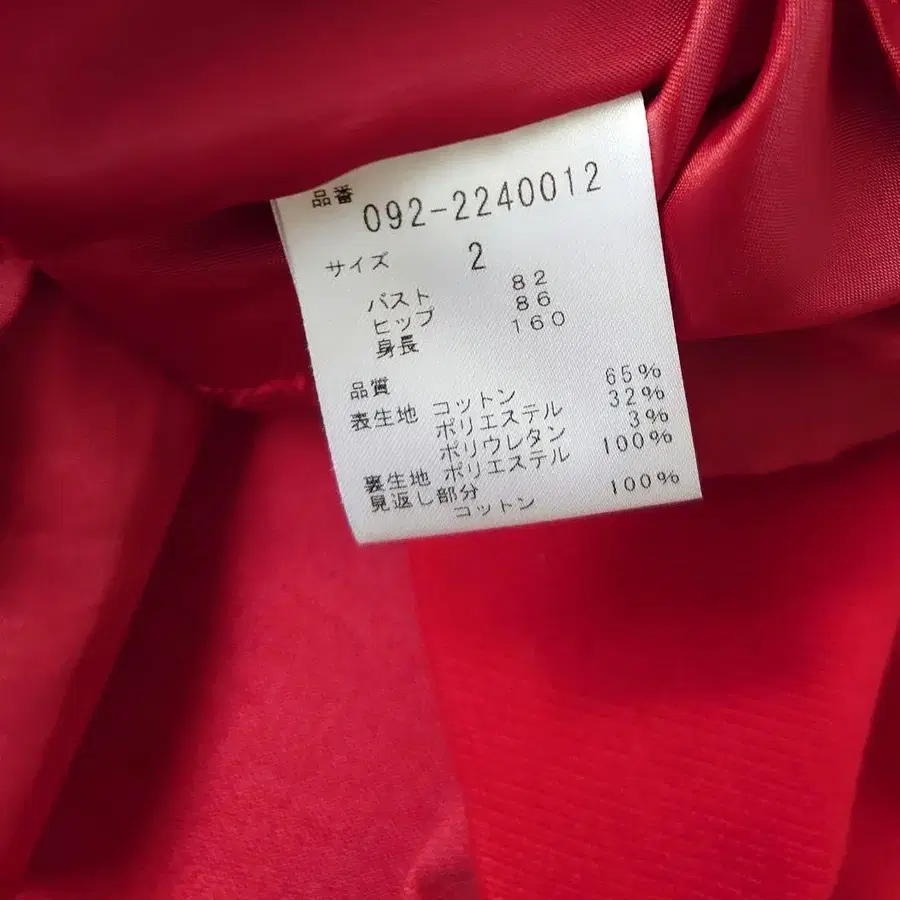 品番 092-2240012
サイズ 2
バスト 82
ヒップ 86
身長 160
品質
表生地 コットン 65%
ポリエステル 32%
ポリウレタン 3%
裏生地 ポリエステル 100%
見返し部分
コットン 100%